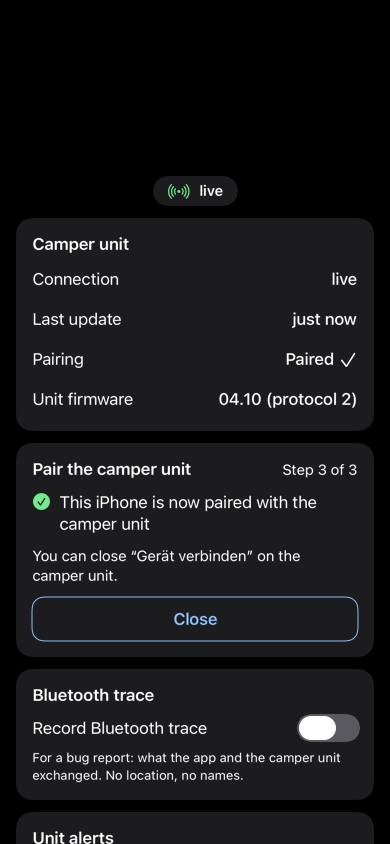 live
Camper unit
Connection live
Last update just now
Pairing Paired ✓
Unit firmware 04.10 (protocol 2)
Pair the camper unit Step 3 of 3
This iPhone is now paired with the
camper unit
You can close “Gerät verbinden” on the
camper unit.
Close
Bluetooth trace
Record Bluetooth trace
For a bug report: what the app and the camper unit
exchanged. No location, no names.
Unit alerts